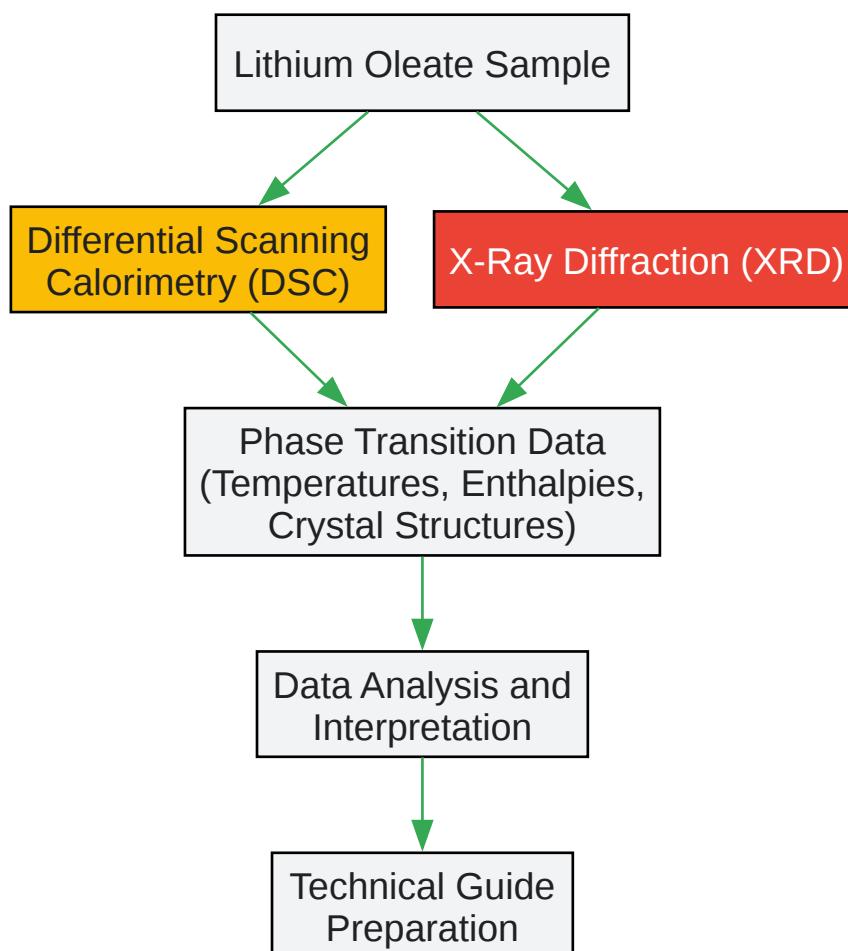 Lithium Oleate Sample
Differential Scanning
Calorimetry (DSC)
X-Ray Diffraction (XRD)
Phase Transition Data
(Temperatures, Enthalpies,
Crystal Structures)
Data Analysis and
Interpretation
Technical Guide
Preparation